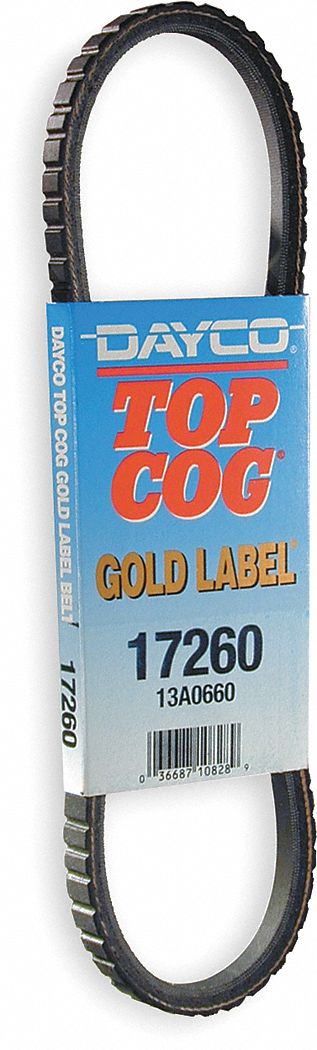 DAYCO®
TOP
COG®
GOLD LABEL®
17260
13A0660
0 36687 10828 9
DAYCO TOP COG GOLD LABEL BELT
17260